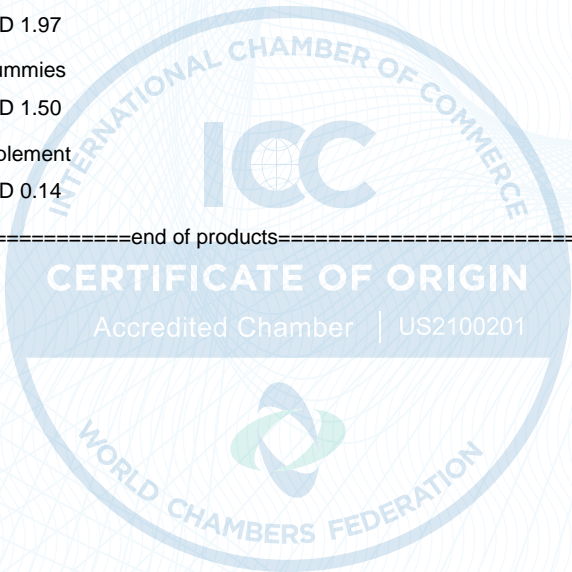 D 1.97
ummies
D 1.50
plement
D 0.14
===========end of products========================
INTERNATIONAL CHAMBER OF COMMERCE
ICC
CERTIFICATE OF ORIGIN
Accredited Chamber | US2100201
WORLD CHAMBERS FEDERATION